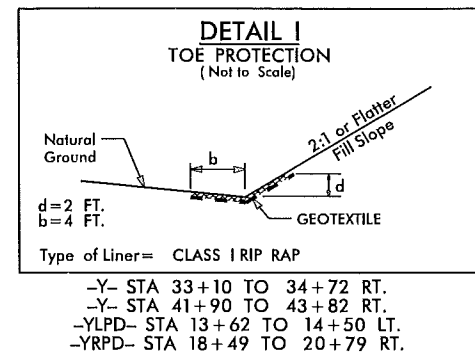 DETAIL I
TOE PROTECTION
( Not to Scale)
2:1 or Flatter
Fill Slope
Natural
Ground
b
d
d=2 FT.
b=4 FT.
GEOTEXTILE
Type of Liner= CLASS I RIP RAP
-Y- STA 33+10 TO 34+72 RT.
-Y- STA 41+90 TO 43+82 RT.
-YLPD- STA 13+62 TO 14+50 LT.
-YRPD- STA 18+49 TO 20+79 RT.